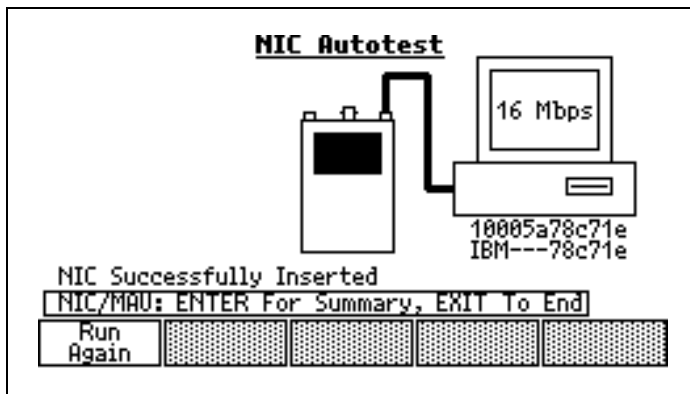 NIC Autotest
16 Mbps
10005a78c71e
IBM---78c71e
NIC Successfully Inserted
NIC/MAU: ENTER For Summary, EXIT To End
Run
Again